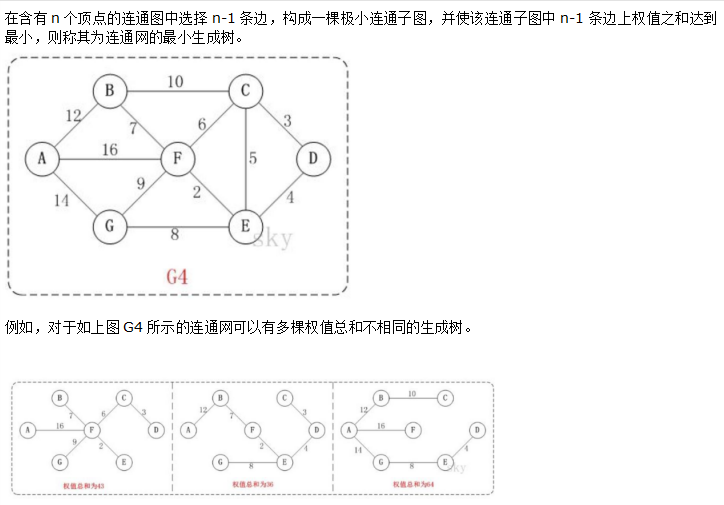 在含有n个顶点的连通图中选择n-1条边，构成一棵极小连通子图，并使该连通子图中n-1条边上权值之和达到
最小，则称其为连通网的最小生成树。
B 10 C
12 7 6 3
A 16 F 5 D
14 9 2 4
G 8 E
sky
G4
例如，对于如上图G4所示的连通网可以有多棵权值总和不相同的生成树。
B C
7 6 3
A 16 F D
9 2
G E
权值总和为43
B C
12 7 3
A F D
2 4
G 8 E
权值总和为36
B 10 C
12
A 16 F D
14 4
G 8 E
sky
权值总和为64